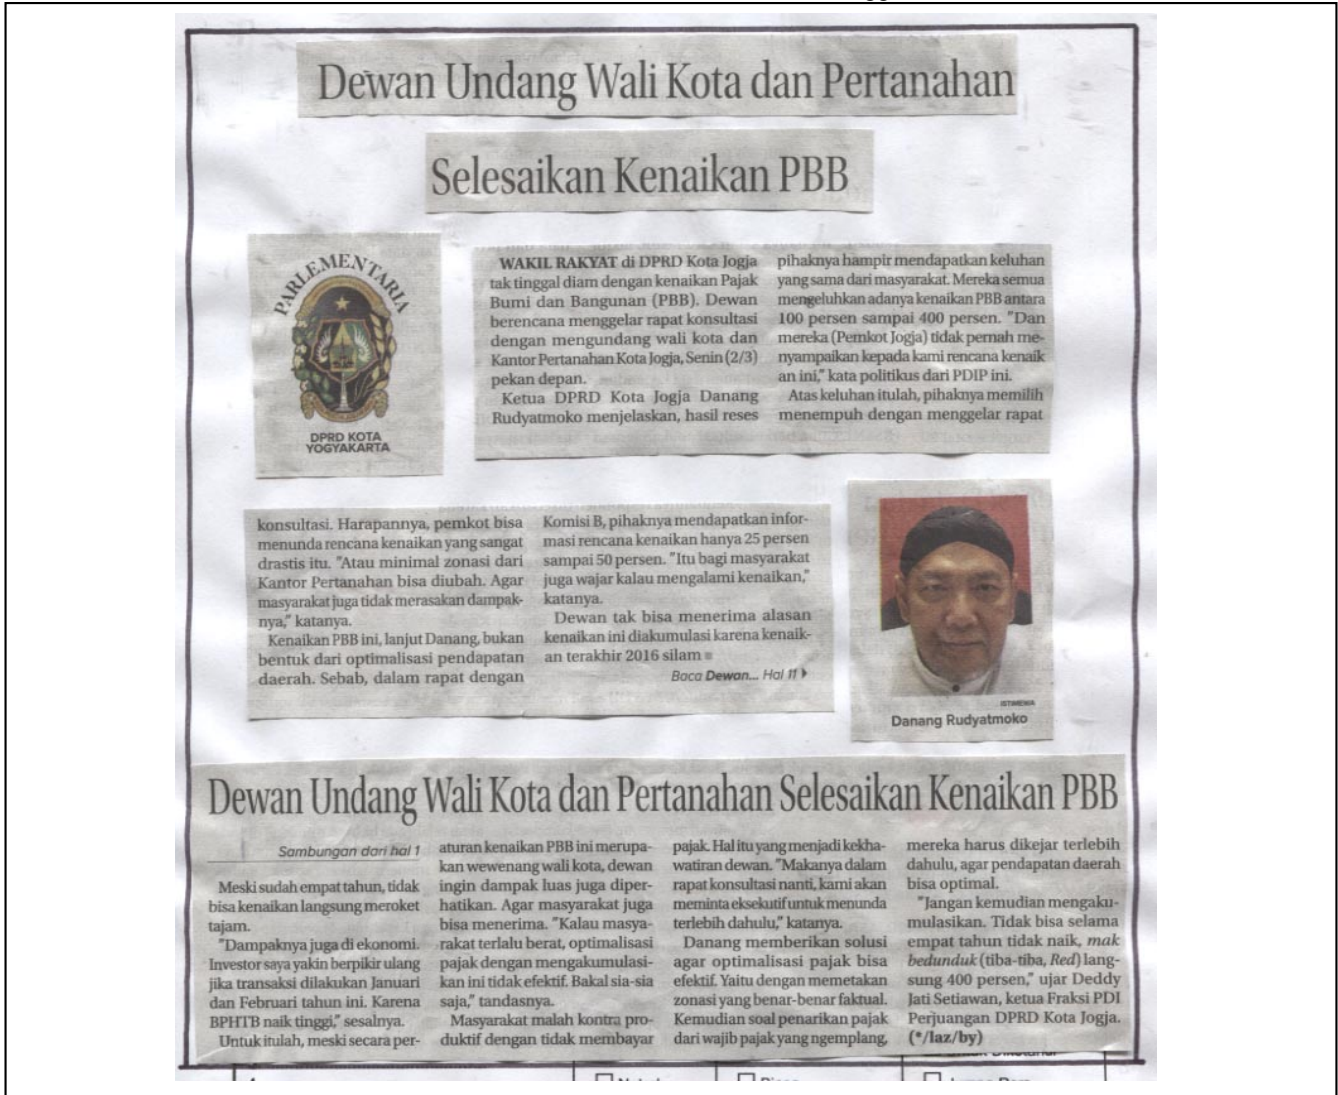 Dewan Undang Wali Kota dan Pertanahan
Selesaikan Kenaikan PBB
PARLEMENTARIA
DPRD KOTA
YOGYAKARTA
WAKIL RAKYAT di DPRD Kota Jogja
tak tinggal diam dengan kenaikan Pajak
Bumi dan Bangunan (PBB). Dewan
berencana menggelar rapat konsultasi
dengan mengundang wali kota dan
Kantor Pertanahan Kota Jogja, Senin (2/3)
pekan depan.
Ketua DPRD Kota Jogja Danang
Rudyatmoko menjelaskan, hasil reses
pihaknya hampir mendapatkan keluhan
yang sama dari masyarakat. Mereka semua
mengeluhkan adanya kenaikan PBB antara
100 persen sampai 400 persen. "Dan
mereka (Pemkot Jogja) tidak pernah me-
nyampaikan kepada kami rencana kenaik
an ini," kata politikus dari PDIP ini.
Atas keluhan itulah, pihaknya memilih
menempuh dengan menggelar rapat
konsultasi. Harapannya, pemkot bisa
menunda rencana kenaikan yang sangat
drastis itu. "Atau minimal zonasi dari
Kantor Pertanahan bisa diubah. Agar
masyarakat juga tidak merasakan dampak-
nya," katanya.
Kenaikan PBB ini, lanjut Danang, bukan
bentuk dari optimalisasi pendapatan
daerah. Sebab, dalam rapat dengan
Komisi B, pihaknya mendapatkan infor-
masi rencana kenaikan hanya 25 persen
sampai 50 persen. "Itu bagi masyarakat
juga wajar kalau mengalami kenaikan,"
katanya.
Dewan tak bisa menerima alasan
kenaikan ini diakumulasi karena kenaik-
an terakhir 2016 silam
Baca Dewan... Hal 11
ISTIMEWA
Danang Rudyatmoko
Dewan Undang Wali Kota dan Pertanahan Selesaikan Kenaikan PBB
Sambungan dari hal 1
Meski sudah empat tahun, tidak
bisa kenaikan langsung meroket
tajam.
"Dampaknya juga di ekonomi.
Investor saya yakin berpikir ulang
jika transaksi dilakukan Januari
dan Februari tahun ini. Karena
BPHTB naik tinggi," sesalnya.
Untuk itulah, meski secara per-
aturan kenaikan PBB ini merupa-
kan wewenang wali kota, dewan
ingin dampak luas juga diper-
hatikan. Agar masyarakat juga
bisa menerima. "Kalau masya-
rakat terlalu berat, optimalisasi
pajak dengan mengakumulasi-
kan ini tidak efektif. Bakal sia-sia
saja," tandasnya.
Masyarakat malah kontra pro-
duktif dengan tidak membayar
pajak. Hal itu yang menjadi kekha-
watiran dewan. "Makanya dalam
rapat konsultasi nanti, kami akan
meminta eksekutif untuk menunda
terlebih dahulu," katanya.
Danang memberikan solusi
agar optimalisasi pajak bisa
efektif. Yaitu dengan memetakan
zonasi yang benar-benar faktual.
Kemudian soal penarikan pajak
dari wajib pajak yang ngemplang,
mereka harus dikejar terlebih
dahulu, agar pendapatan daerah
bisa optimal.
"Jangan kemudian mengaku-
mulasikan. Tidak bisa selama
empat tahun tidak naik, mak
bedunduk (tiba-tiba, Red) lang-
sung 400 persen," ujar Deddy
Jati Setiawan, ketua Fraksi PDI
Perjuangan DPRD Kota Jogja.
(*/laz/by)